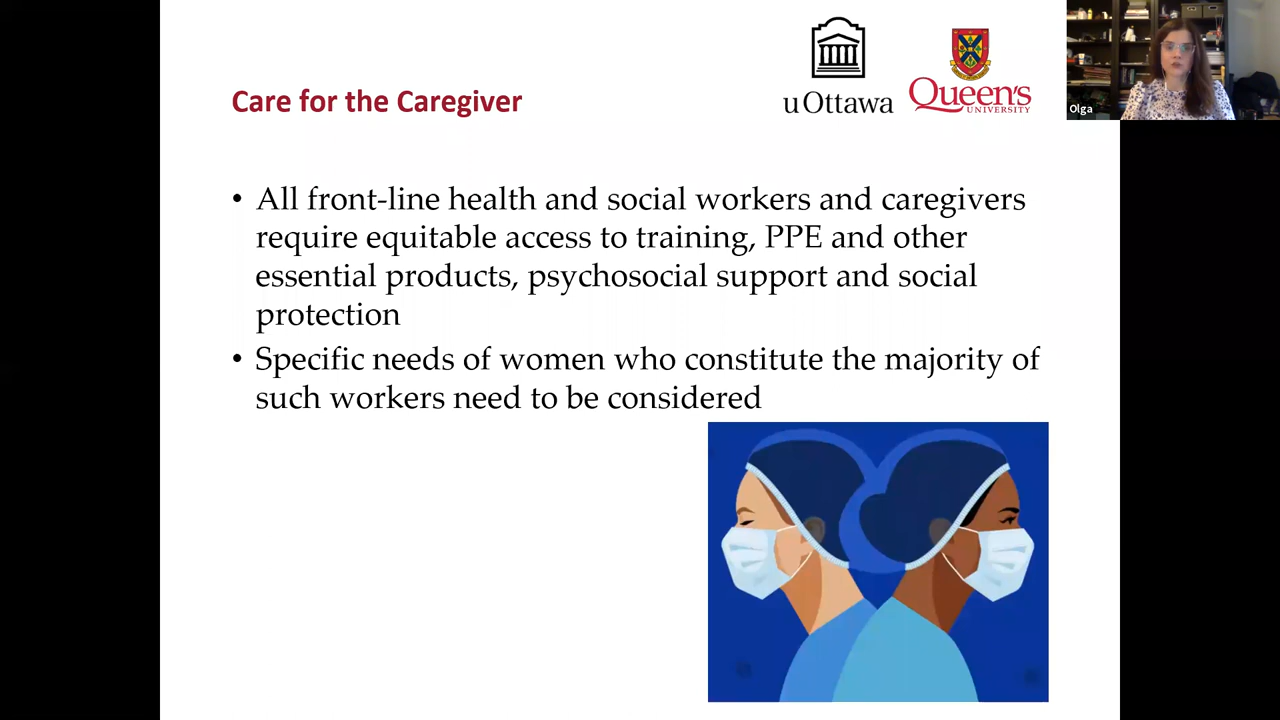 Care for the Caregiver
uOttawa
Queen's
UNIVERSITY
Olga
• All front-line health and social workers and caregivers
require equitable access to training, PPE and other
essential products, psychosocial support and social
protection
• Specific needs of women who constitute the majority of
such workers need to be considered